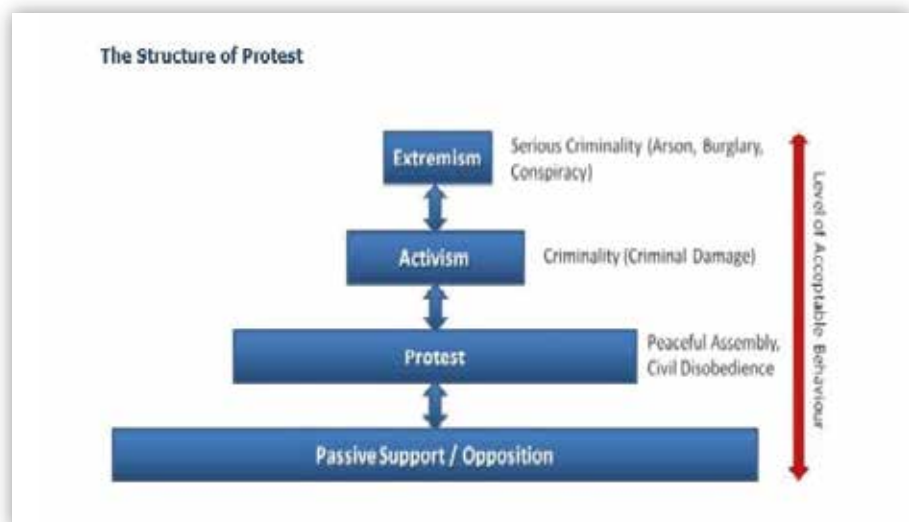 The Structure of Protest
Extremism
Serious Criminality (Arson, Burglary,
Conspiracy)
Activism
Criminality (Criminal Damage)
Protest
Peaceful Assembly,
Civil Disobedience
Passive Support / Opposition
Level of Acceptable Behaviour